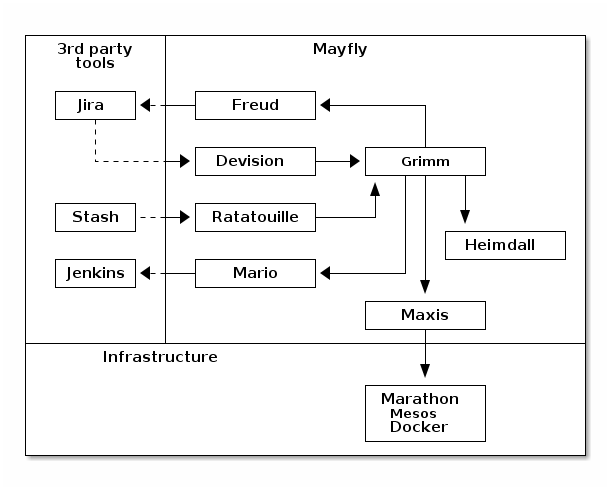 3rd party
tools
Mayfly
Jira
Freud
Devision
Grimm
Stash
Ratatouille
Heimdall
Jenkins
Mario
Maxis
Infrastructure
Marathon
Mesos
Docker